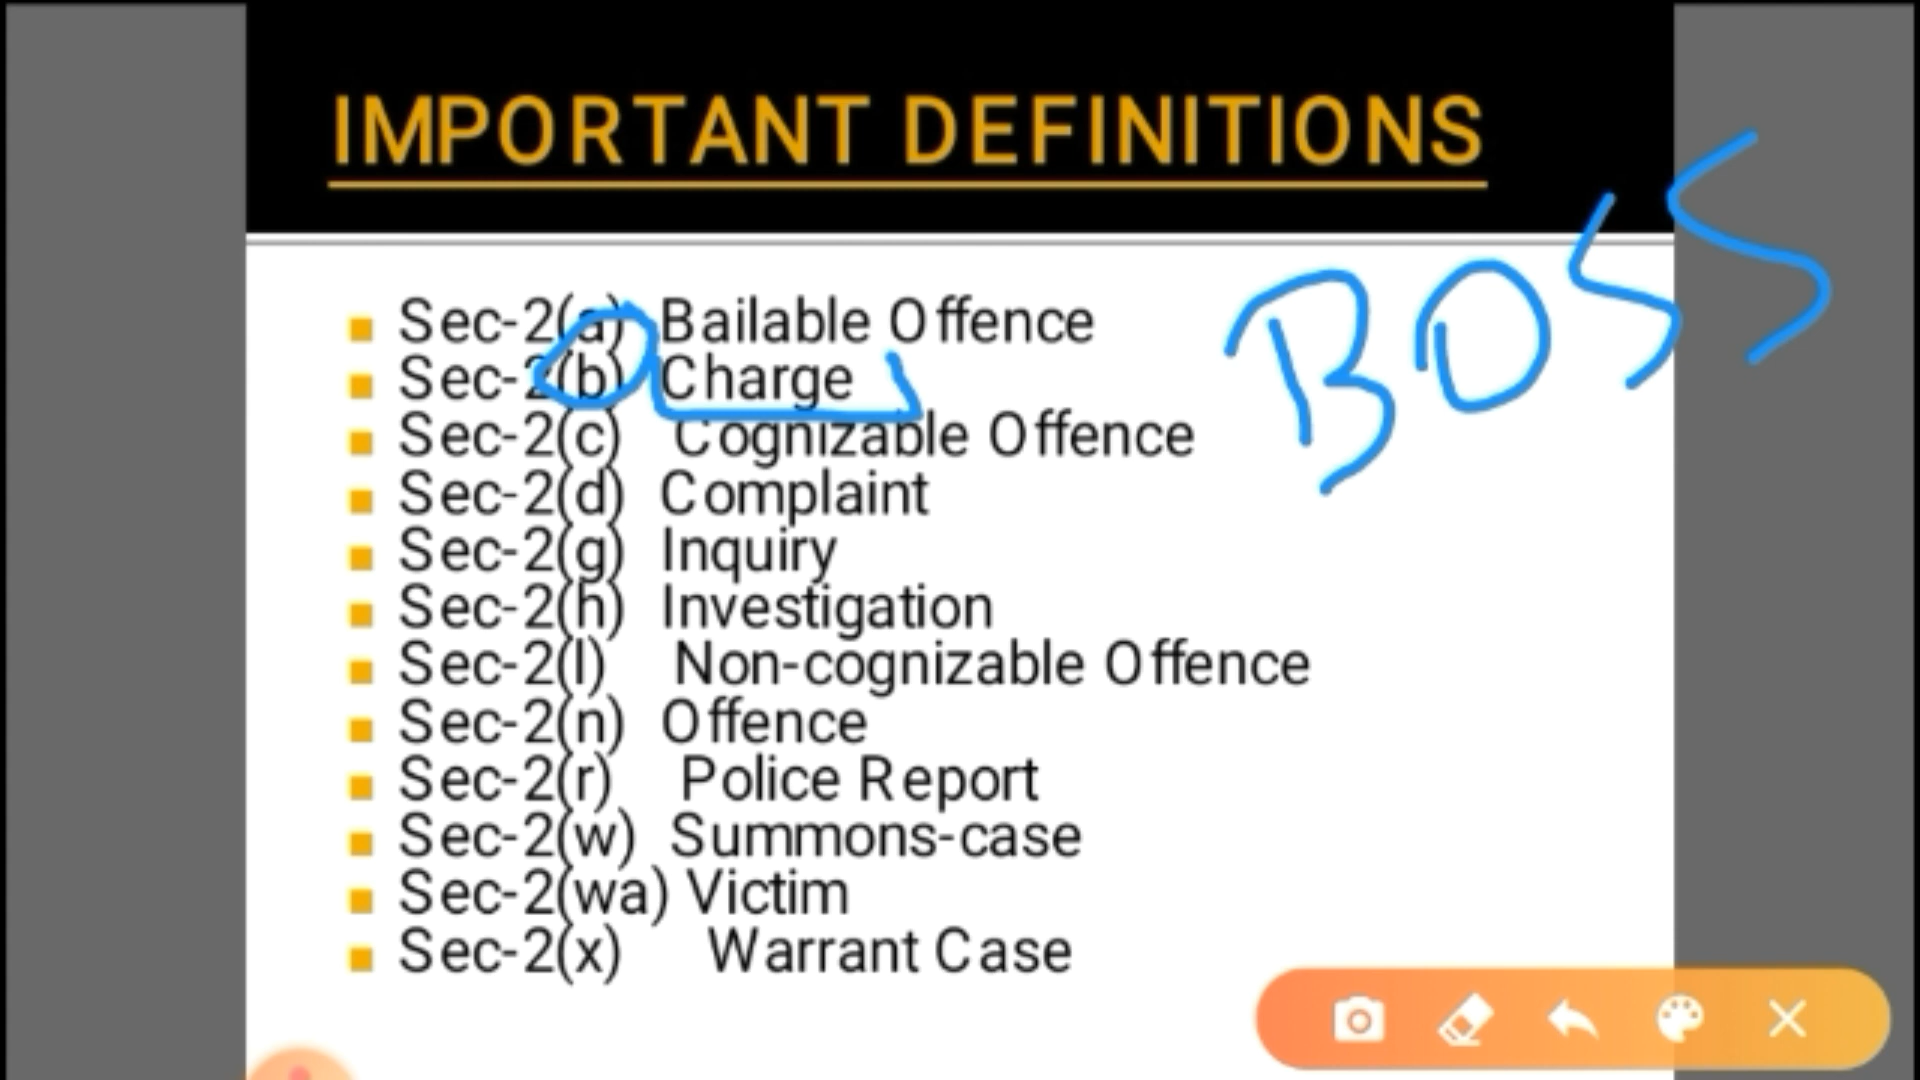 IMPORTANT DEFINITIONS
BOSS
Sec-2(a) Bailable Offence
Sec-2(b) Charge
Sec-2(c) Cognizable Offence
Sec-2(d) Complaint
Sec-2(g) Inquiry
Sec-2(h) Investigation
Sec-2(l) Non-cognizable Offence
Sec-2(n) Offence
Sec-2(r) Police Report
Sec-2(w) Summons-case
Sec-2(wa) Victim
Sec-2(x) Warrant Case